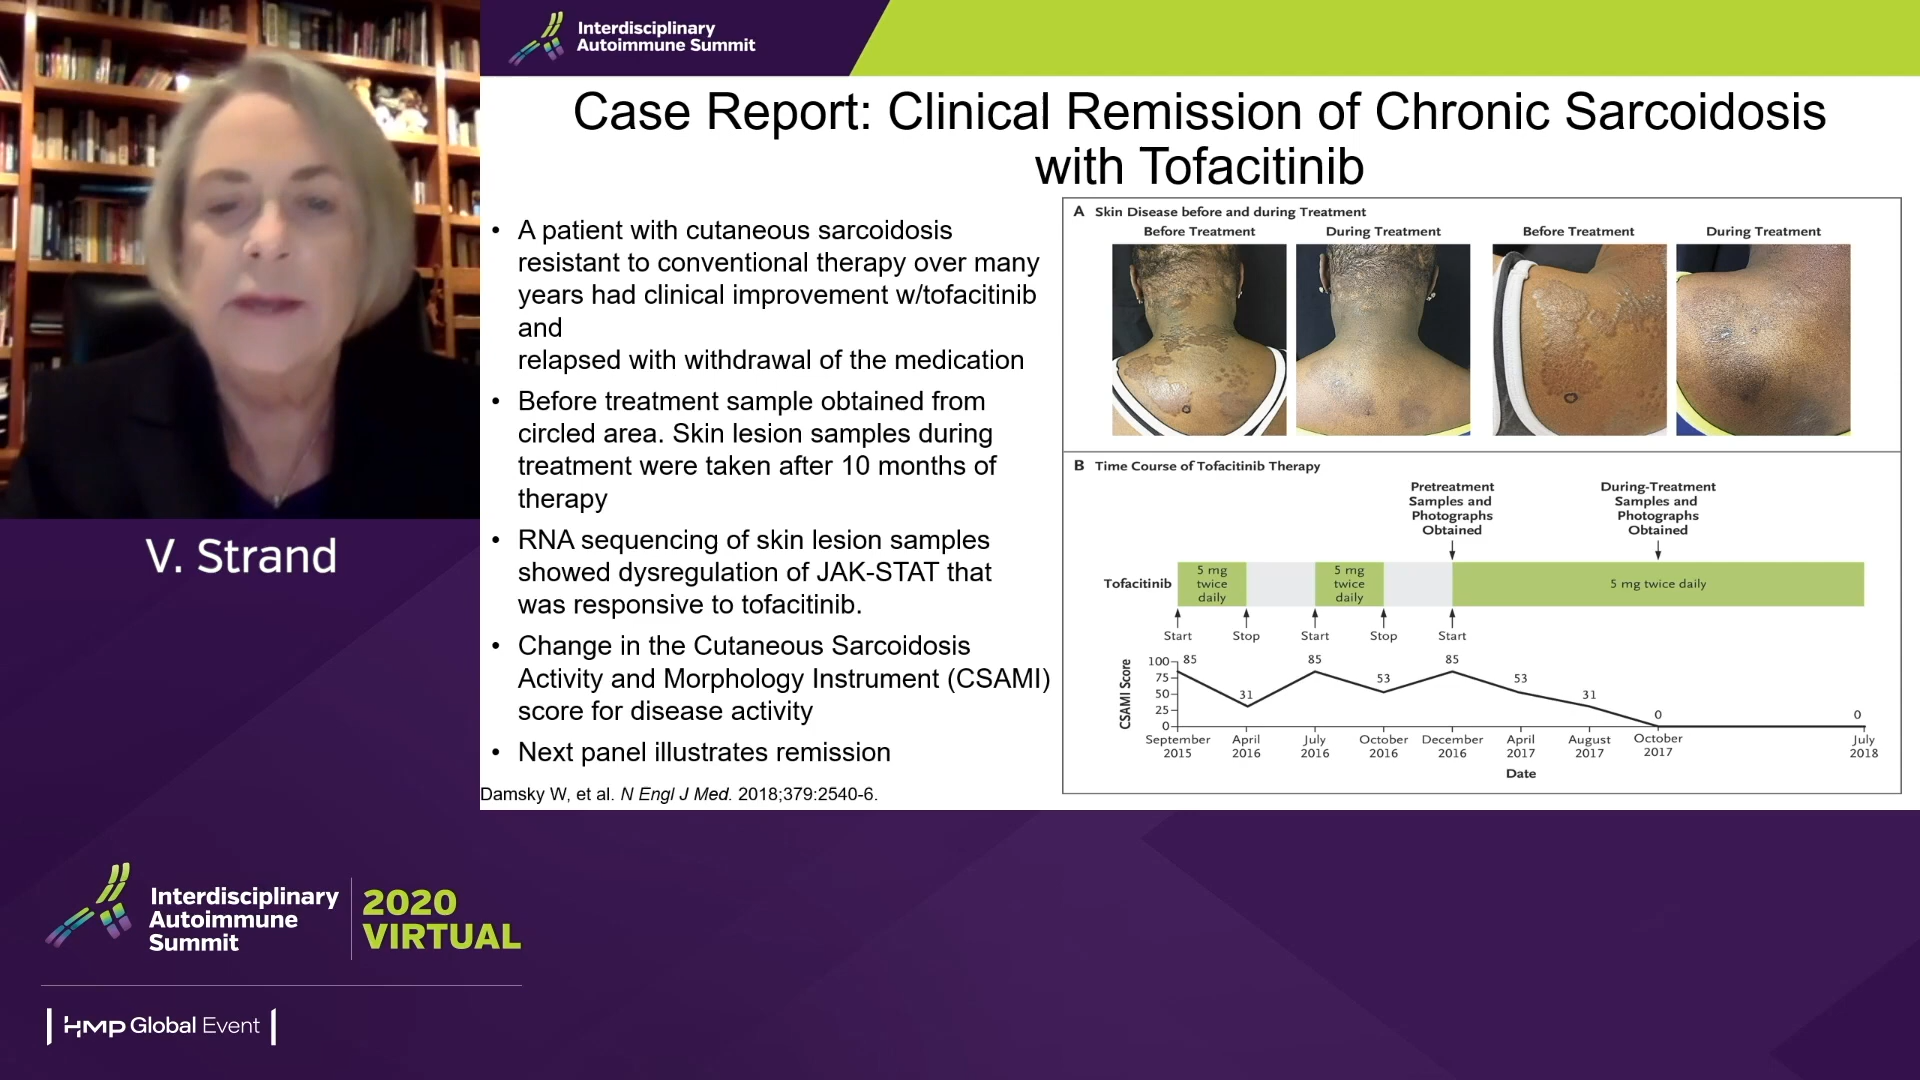 Interdisciplinary
Autoimmune Summit
Case Report: Clinical Remission of Chronic Sarcoidosis
with Tofacitinib
• A patient with cutaneous sarcoidosis
resistant to conventional therapy over many
years had clinical improvement w/tofacitinib
and
relapsed with withdrawal of the medication
• Before treatment sample obtained from
circled area. Skin lesion samples during
treatment were taken after 10 months of
therapy
• RNA sequencing of skin lesion samples
showed dysregulation of JAK-STAT that
was responsive to tofacitinib.
• Change in the Cutaneous Sarcoidosis
Activity and Morphology Instrument (CSAMI)
score for disease activity
• Next panel illustrates remission
Damsky W, et al. N Engl J Med. 2018;379:2540-6.
A Skin Disease before and during Treatment
Before Treatment During Treatment Before Treatment During Treatment
B Time Course of Tofacitinib Therapy
Pretreatment
Samples and
Photographs
Obtained
During-Treatment
Samples and
Photographs
Obtained
Tofacitinib
5 mg
twice
daily
5 mg
twice
daily
5 mg twice daily
Start Stop Start Stop Start
CSAMI Score
100
75
50
25
0
85 31 85 53 85 53 31 0 0
September
2015
April
2016
July
2016
October
2016
December
2016
April
2017
August
2017
October
2017
July
2018
Date
V. Strand
Interdisciplinary
Autoimmune
Summit
2020
VIRTUAL
HMP Global Event